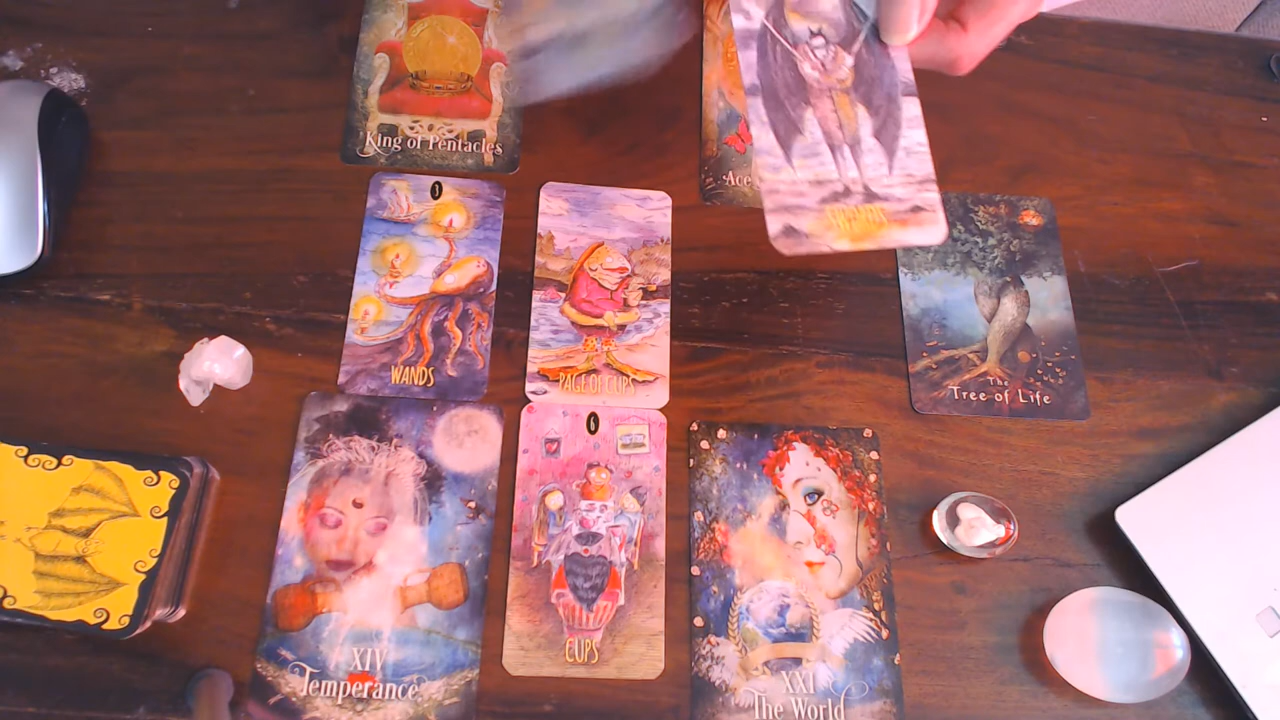 King of Pentacles
Ace
3
WANDS
PAGE OF CUPS
The
Tree of Life
6
CUPS
XIV
Temperance
XXI
The World